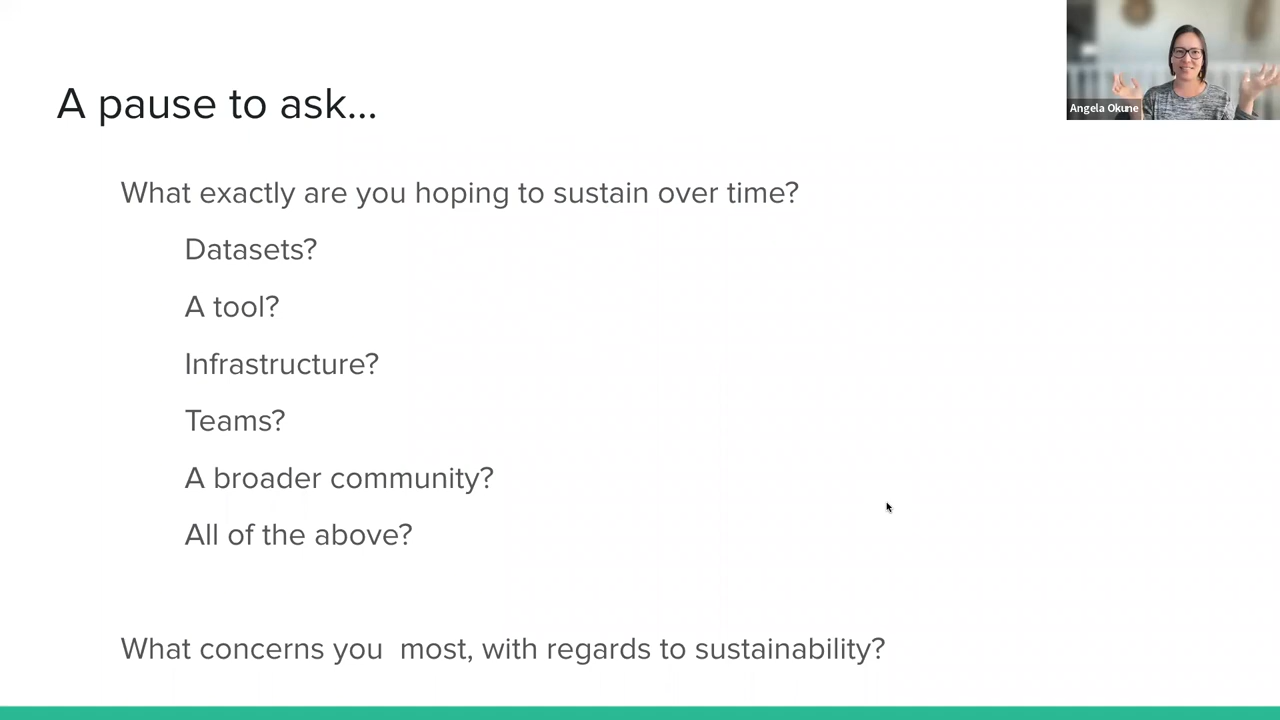 A pause to ask...
Angela Okune
What exactly are you hoping to sustain over time?
Datasets?
A tool?
Infrastructure?
Teams?
A broader community?
All of the above?
What concerns you  most, with regards to sustainability?